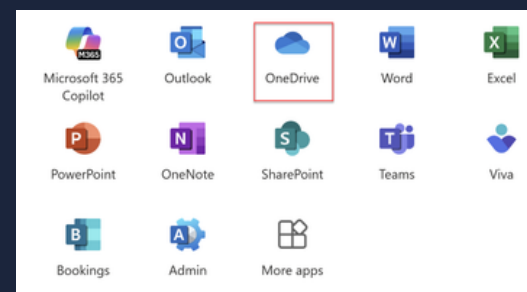 M365
Microsoft 365
Copilot
O
Outlook
OneDrive
W
Word
X
Excel
P
PowerPoint
N
OneNote
S
SharePoint
T
Teams
Viva
B
Bookings
A
Admin
More apps